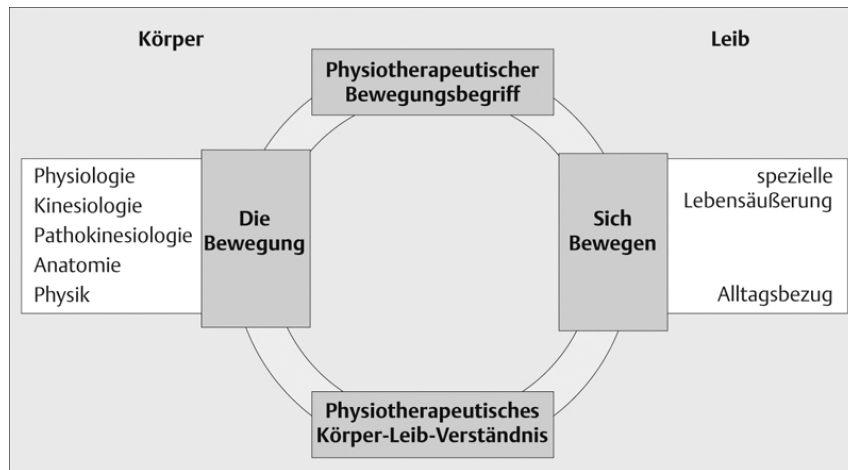 Körper
Leib
Physiotherapeutischer
Bewegungsbegriff
Physiologie
Kinesiologie
Pathokinesiologie
Anatomie
Physik
Die
Bewegung
Sich
Bewegen
spezielle
Lebensäußerung
Alltagsbezug
Physiotherapeutisches
Körper-Leib-Verständnis